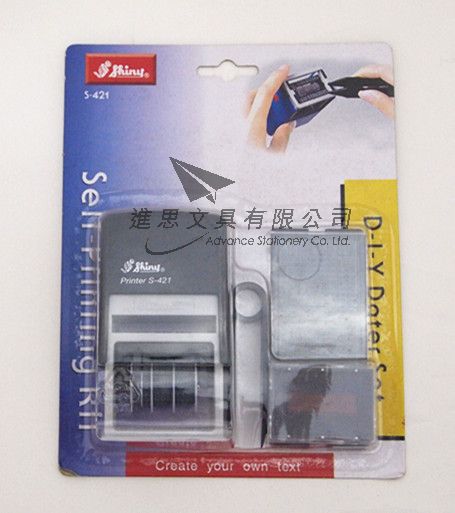 Shiny®
S-421
Self-Printing Kit
進思文具有限公司
Advance Stationery Co. Ltd.
D-I-Y Dater Set
Shiny®
Printer S-421
Create your own text